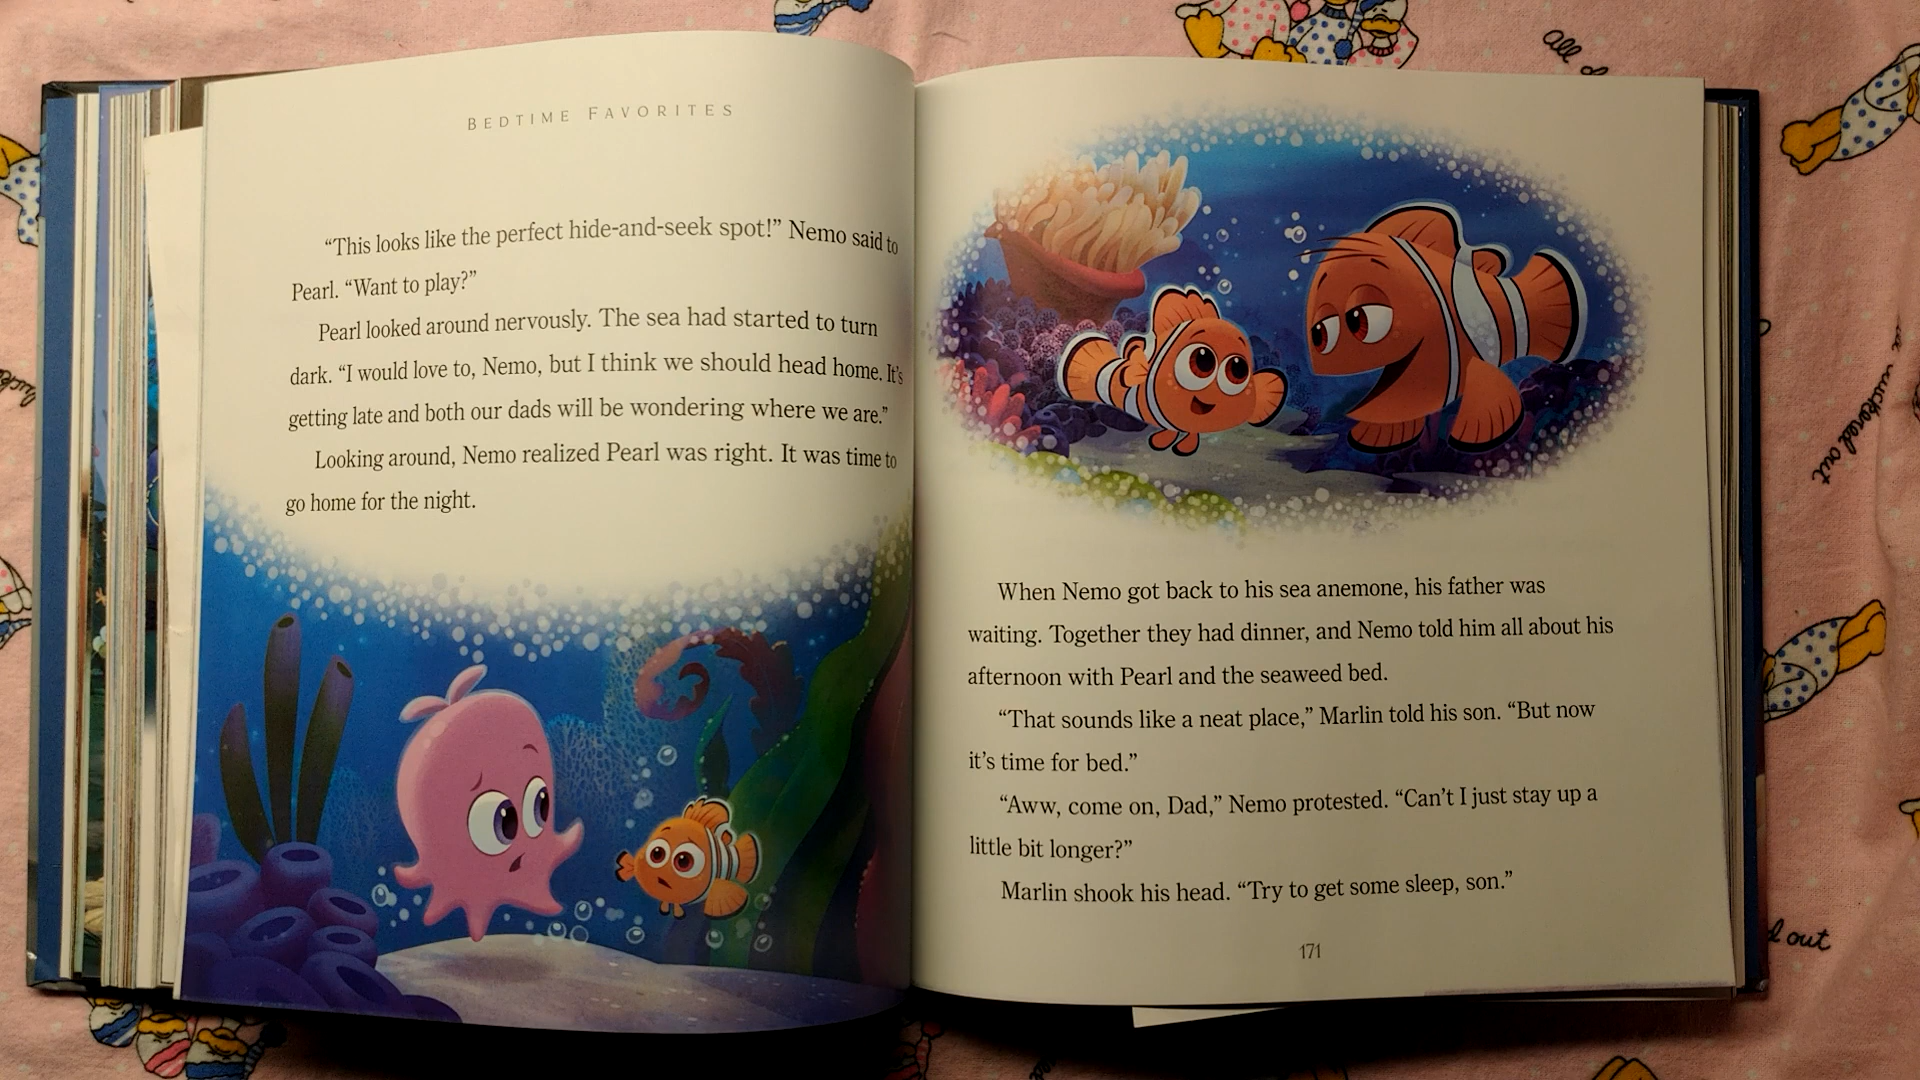 BEDTIME FAVORITES
“This looks like the perfect hide-and-seek spot!” Nemo said to
Pearl. “Want to play?”
Pearl looked around nervously. The sea had started to turn
dark. “I would love to, Nemo, but I think we should head home. It’s
getting late and both our dads will be wondering where we are.”
Looking around, Nemo realized Pearl was right. It was time to
go home for the night.
When Nemo got back to his sea anemone, his father was
waiting. Together they had dinner, and Nemo told him all about his
afternoon with Pearl and the seaweed bed.
“That sounds like a neat place,” Marlin told his son. “But now
it’s time for bed.”
“Aww, come on, Dad,” Nemo protested. “Can’t I just stay up a
little bit longer?”
Marlin shook his head. “Try to get some sleep, son.”
171
all
out